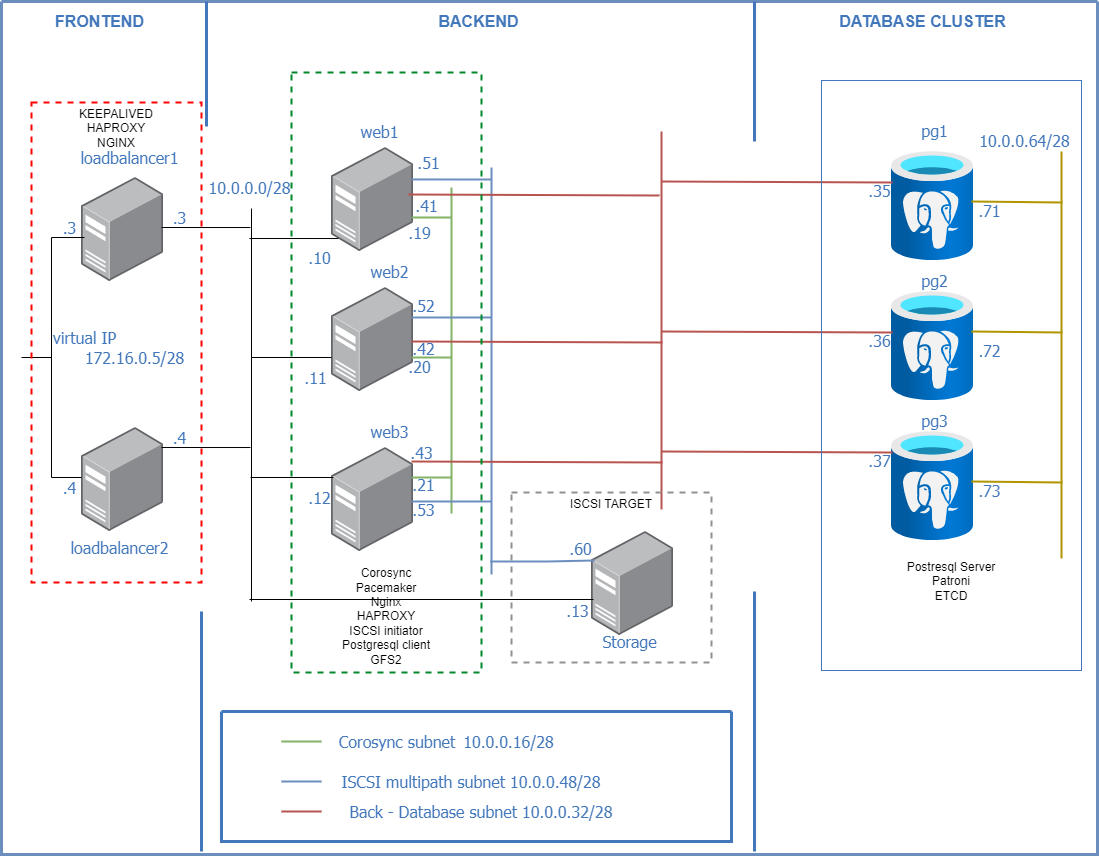 FRONTEND
BACKEND
DATABASE CLUSTER
KEEPALIVED
HAPROXY
NGINX
loadbalancer1
.3
.3
virtual IP
172.16.0.5/28
.4
.4
loadbalancer2
10.0.0.0/28
web1
.51
.41
.19
.10
web2
.52
.42
.20
.11
web3
.43
.21
.53
.12
Corosync
Pacemaker
Nginx
HAPROXY
ISCSI initiator
Postgresql client
GFS2
ISCSI TARGET
.60
.13
Storage
pg1
10.0.0.64/28
.35
.71
pg2
.36
.72
pg3
.37
.73
Postresql Server
Patroni
ETCD
Corosync subnet 10.0.0.16/28
ISCSI multipath subnet 10.0.0.48/28
Back - Database subnet 10.0.0.32/28